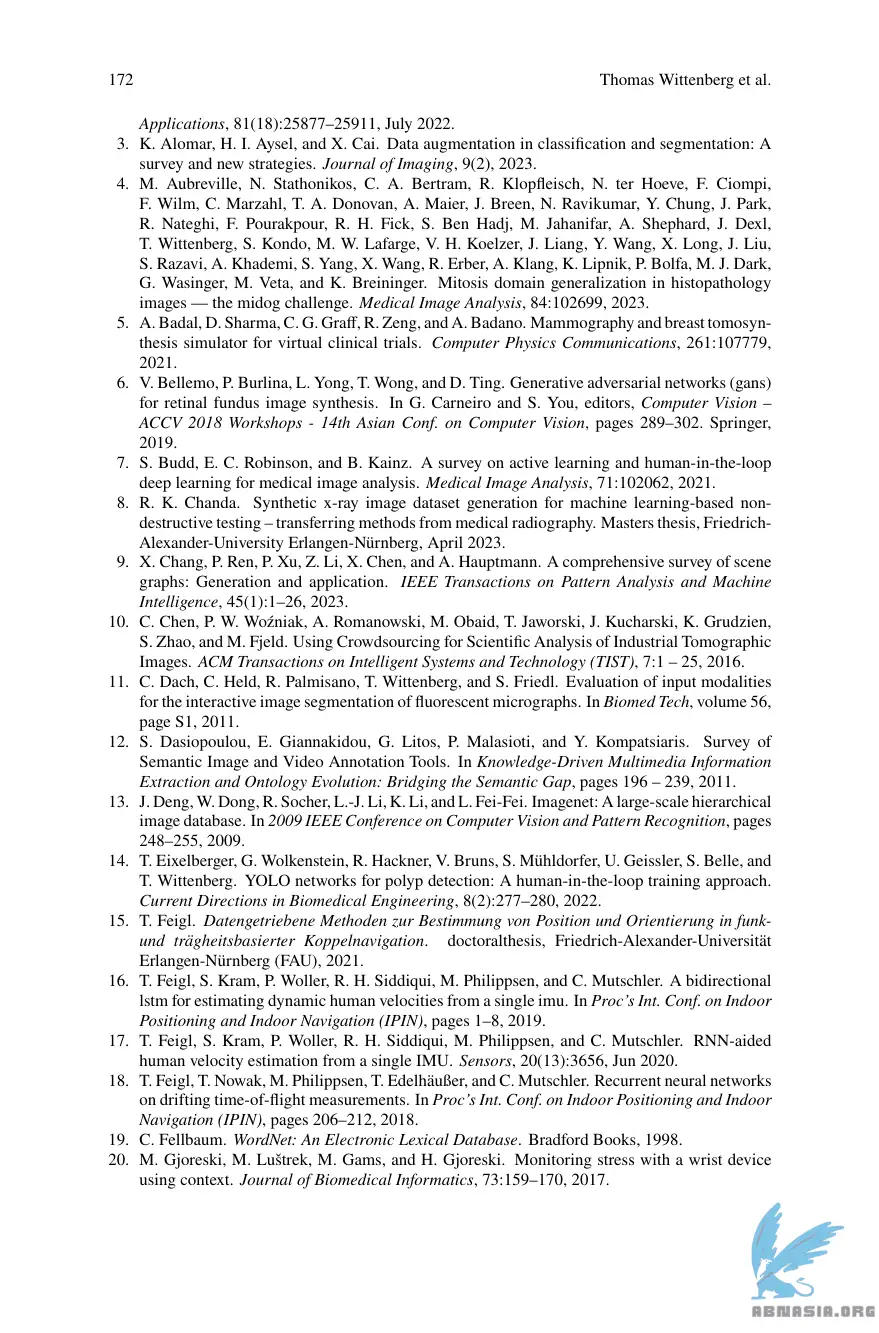 172 Thomas Wittenberg et al.
Applications, 81(18):25877–25911, July 2022.
3. K. Alomar, H. I. Aysel, and X. Cai. Data augmentation in classification and segmentation: A
survey and new strategies. Journal of Imaging, 9(2), 2023.
4. M. Aubreville, N. Stathonikos, C. A. Bertram, R. Klopfleisch, N. ter Hoeve, F. Ciompi,
F. Wilm, C. Marzahl, T. A. Donovan, A. Maier, J. Breen, N. Ravikumar, Y. Chung, J. Park,
R. Nateghi, F. Pourakpour, R. H. Fick, S. Ben Hadj, M. Jahanifar, A. Shephard, J. Dexl,
T. Wittenberg, S. Kondo, M. W. Lafarge, V. H. Koelzer, J. Liang, Y. Wang, X. Long, J. Liu,
S. Razavi, A. Khademi, S. Yang, X. Wang, R. Erber, A. Klang, K. Lipnik, P. Bolfa, M. J. Dark,
G. Wasinger, M. Veta, and K. Breininger. Mitosis domain generalization in histopathology
images — the midog challenge. Medical Image Analysis, 84:102699, 2023.
5. A. Badal, D. Sharma, C. G. Graff, R. Zeng, and A. Badano. Mammography and breast tomosyn-
thesis simulator for virtual clinical trials. Computer Physics Communications, 261:107779,
2021.
6. V. Bellemo, P. Burlina, L. Yong, T. Wong, and D. Ting. Generative adversarial networks (gans)
for retinal fundus image synthesis. In G. Carneiro and S. You, editors, Computer Vision –
ACCV 2018 Workshops - 14th Asian Conf. on Computer Vision, pages 289–302. Springer,
2019.
7. S. Budd, E. C. Robinson, and B. Kainz. A survey on active learning and human-in-the-loop
deep learning for medical image analysis. Medical Image Analysis, 71:102062, 2021.
8. R. K. Chanda. Synthetic x-ray image dataset generation for machine learning-based non-
destructive testing – transferring methods from medical radiography. Masters thesis, Friedrich-
Alexander-University Erlangen-Nürnberg, April 2023.
9. X. Chang, P. Ren, P. Xu, Z. Li, X. Chen, and A. Hauptmann. A comprehensive survey of scene
graphs: Generation and application. IEEE Transactions on Pattern Analysis and Machine
Intelligence, 45(1):1–26, 2023.
10. C. Chen, P. W. Woźniak, A. Romanowski, M. Obaid, T. Jaworski, J. Kucharski, K. Grudzien,
S. Zhao, and M. Fjeld. Using Crowdsourcing for Scientific Analysis of Industrial Tomographic
Images. ACM Transactions on Intelligent Systems and Technology (TIST), 7:1 – 25, 2016.
11. C. Dach, C. Held, R. Palmisano, T. Wittenberg, and S. Friedl. Evaluation of input modalities
for the interactive image segmentation of fluorescent micrographs. In Biomed Tech, volume 56,
page S1, 2011.
12. S. Dasiopoulou, E. Giannakidou, G. Litos, P. Malasioti, and Y. Kompatsiaris. Survey of
Semantic Image and Video Annotation Tools. In Knowledge-Driven Multimedia Information
Extraction and Ontology Evolution: Bridging the Semantic Gap, pages 196 – 239, 2011.
13. J. Deng, W. Dong, R. Socher, L.-J. Li, K. Li, and L. Fei-Fei. Imagenet: A large-scale hierarchical
image database. In 2009 IEEE Conference on Computer Vision and Pattern Recognition, pages
248–255, 2009.
14. T. Eixelberger, G. Wolkenstein, R. Hackner, V. Bruns, S. Mühldorfer, U. Geissler, S. Belle, and
T. Wittenberg. YOLO networks for polyp detection: A human-in-the-loop training approach.
Current Directions in Biomedical Engineering, 8(2):277–280, 2022.
15. T. Feigl. Datengetriebene Methoden zur Bestimmung von Position und Orientierung in funk-
und trägheitsbasierter Koppelnavigation. doctoralthesis, Friedrich-Alexander-Universität
Erlangen-Nürnberg (FAU), 2021.
16. T. Feigl, S. Kram, P. Woller, R. H. Siddiqui, M. Philippsen, and C. Mutschler. A bidirectional
lstm for estimating dynamic human velocities from a single imu. In Proc's Int. Conf. on Indoor
Positioning and Indoor Navigation (IPIN), pages 1–8, 2019.
17. T. Feigl, S. Kram, P. Woller, R. H. Siddiqui, M. Philippsen, and C. Mutschler. RNN-aided
human velocity estimation from a single IMU. Sensors, 20(13):3656, Jun 2020.
18. T. Feigl, T. Nowak, M. Philippsen, T. Edelhäußer, and C. Mutschler. Recurrent neural networks
on drifting time-of-flight measurements. In Proc's Int. Conf. on Indoor Positioning and Indoor
Navigation (IPIN), pages 206–212, 2018.
19. C. Fellbaum. WordNet: An Electronic Lexical Database. Bradford Books, 1998.
20. M. Gjoreski, M. Luštrek, M. Gams, and H. Gjoreski. Monitoring stress with a wrist device
using context. Journal of Biomedical Informatics, 73:159–170, 2017.
ABNASIA.ORG